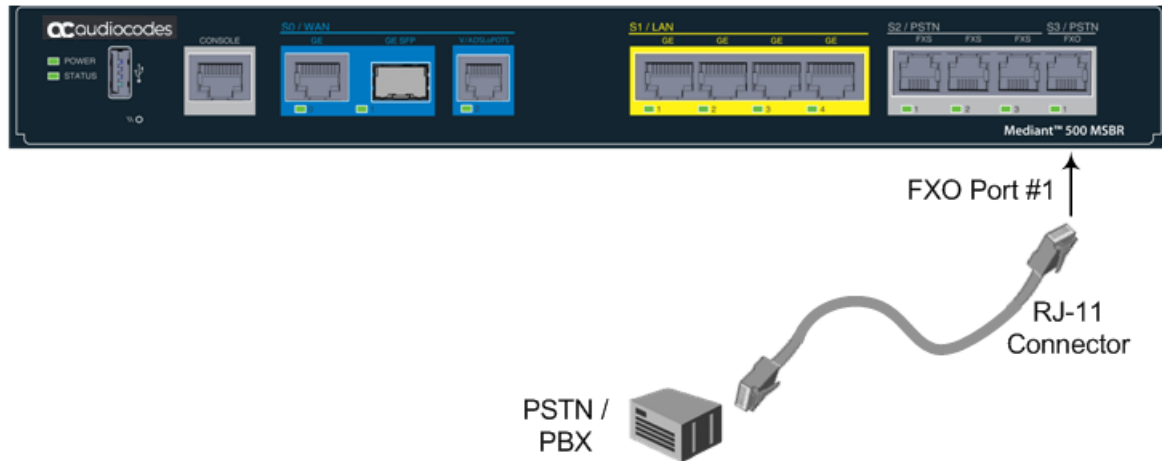 audiocodes
POWER
STATUS
CONSOLE
S0 / WAN
GE
GE SFP
V / ADSLoPOTS
0
S1 / LAN
GE GE GE GE
1 2 3 4
S2 / PSTN
FXS FXS FXS
1 2 3
S3 / PSTN
FXO
1
Mediant™ 500 MSBR
FXO Port #1
RJ-11
Connector
PSTN /
PBX